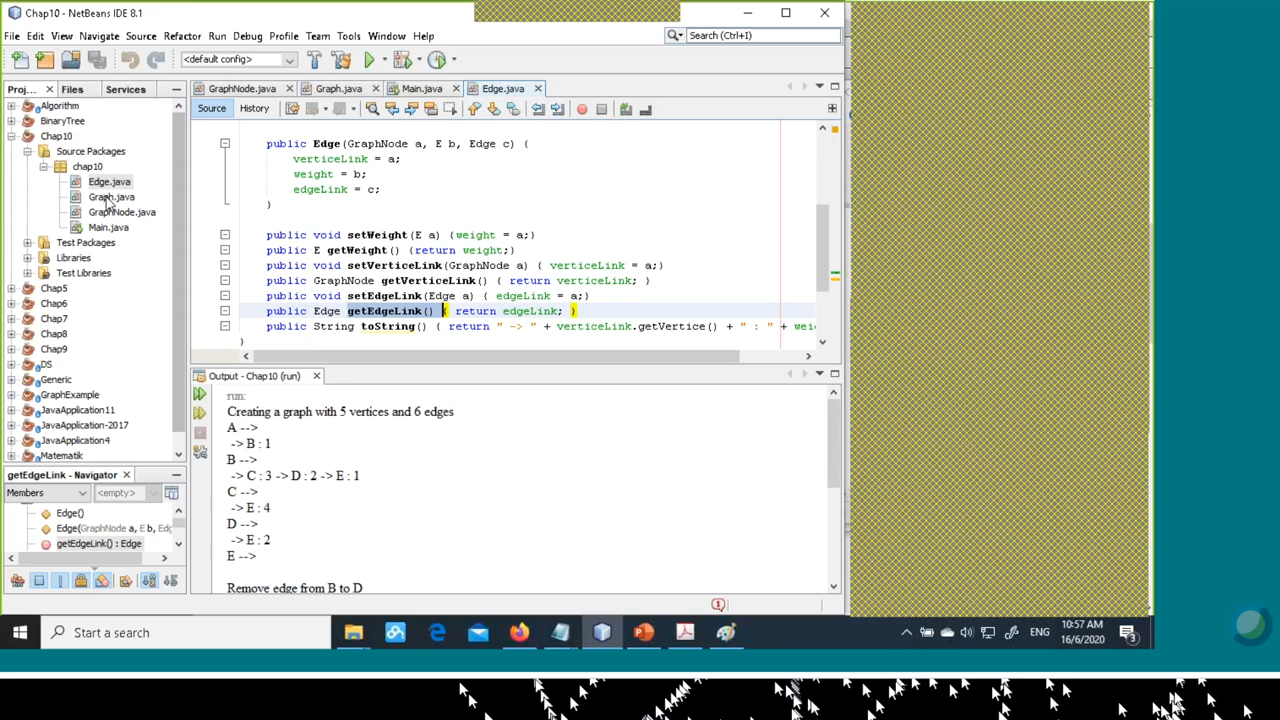 Chap10 - NetBeans IDE 8.1
File Edit View Navigate Source Refactor Run Debug Profile Team Tools Window Help
Search (Ctrl+I)
<default config>
Proj... Files Services
GraphNode.java Graph.java Main.java Edge.java
Source History
Algorithm
BinaryTree
Chap10
Source Packages
chap10
Edge.java
Graph.java
GraphNode.java
Main.java
Test Packages
Libraries
Test Libraries
Chap5
Chap6
Chap7
Chap8
Chap9
DS
Generic
GraphExample
JavaApplication11
JavaApplication-2017
JavaApplication4
Matematik
public Edge(GraphNode a, E b, Edge c) {
verticeLink = a;
weight = b;
edgeLink = c;
}
public void setWeight(E a) {weight = a;}
public E getWeight() {return weight;}
public void setVerticeLink(GraphNode a) { verticeLink = a;}
public GraphNode getVerticeLink() { return verticeLink; }
public void setEdgeLink(Edge a) { edgeLink = a;}
public Edge getEdgeLink() { return edgeLink; }
public String toString() { return " -> " + verticeLink.getVertice() + " : " + wei
}
Output - Chap10 (run)
run:
Creating a graph with 5 vertices and 6 edges
A -->
-> B : 1
B -->
-> C : 3 -> D : 2 -> E : 1
C -->
-> E : 4
D -->
-> E : 2
E -->
Remove edge from B to D
getEdgeLink - Navigator
Members <empty>
Edge()
Edge(GraphNode a, E b, Edg
getEdgeLink() : Edge
1
Start a search
ENG
10:57 AM
16/6/2020
3